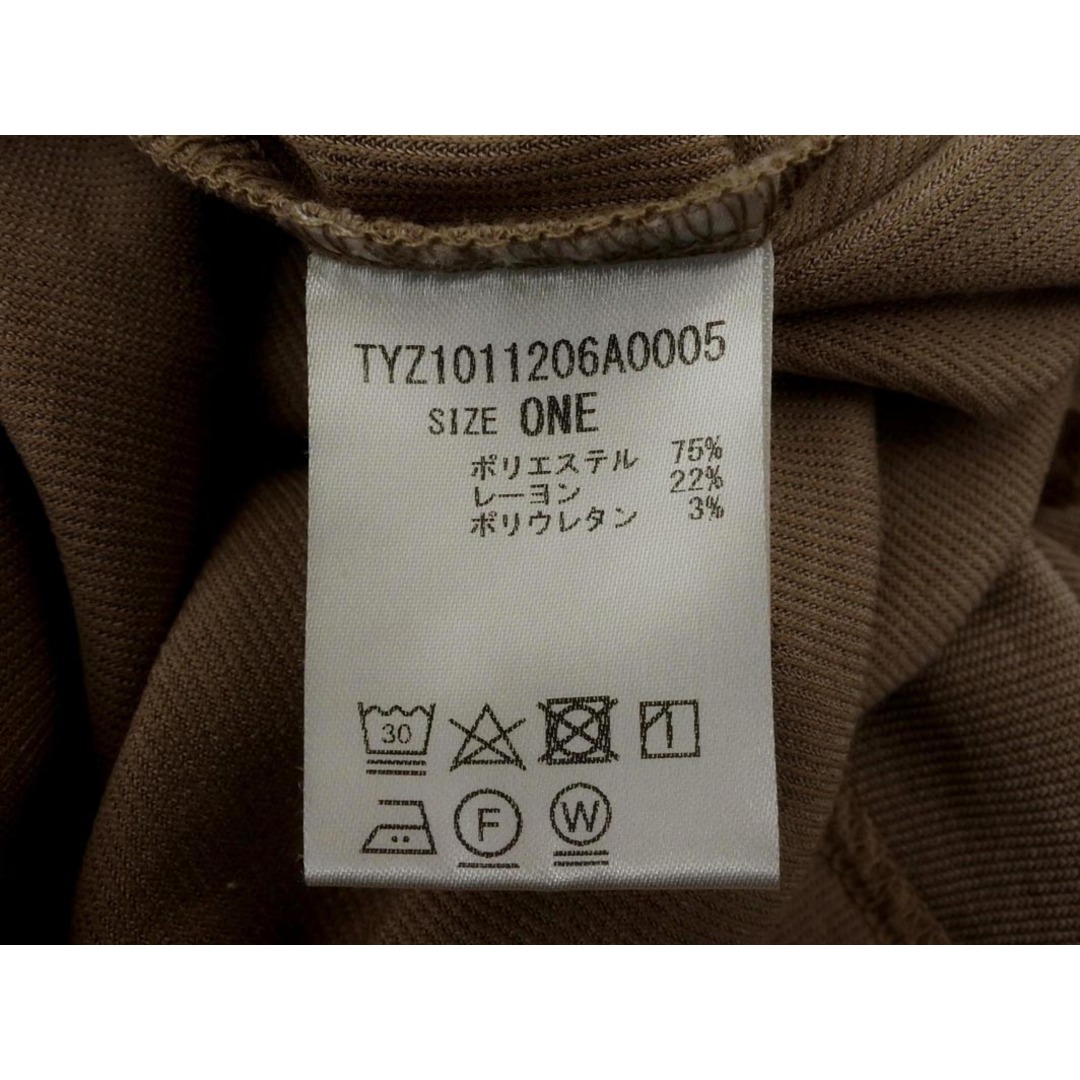 TYZ1011206A0005
SIZE ONE
ポリエステル 75%
レーヨン 22%
ポリウレタン 3%
30
F W